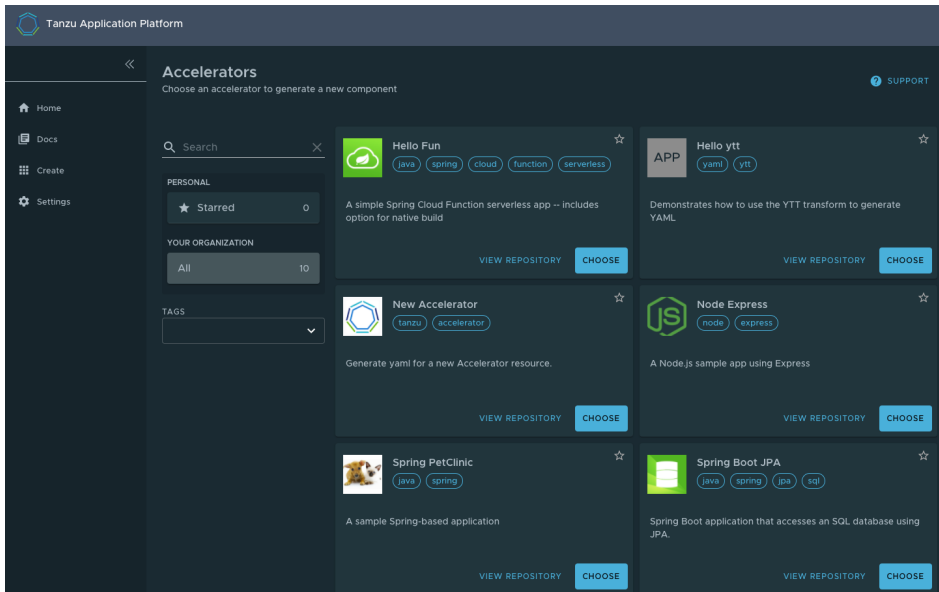 Tanzu Application Platform
Home
Docs
Create
Settings
Accelerators
Choose an accelerator to generate a new component
SUPPORT
Search
PERSONAL
Starred 0
YOUR ORGANIZATION
All 10
TAGS
Hello Fun
java spring cloud function serverless
A simple Spring Cloud Function serverless app -- includes
option for native build
VIEW REPOSITORY CHOOSE
APP
Hello ytt
yaml ytt
Demonstrates how to use the YTT transform to generate
YAML
VIEW REPOSITORY CHOOSE
New Accelerator
tanzu accelerator
Generate yaml for a new Accelerator resource.
VIEW REPOSITORY CHOOSE
JS
Node Express
node express
A Node.js sample app using Express
VIEW REPOSITORY CHOOSE
Spring PetClinic
java spring
A sample Spring-based application
VIEW REPOSITORY CHOOSE
Spring Boot JPA
java spring jpa sql
Spring Boot application that accesses an SQL database using
JPA.
VIEW REPOSITORY CHOOSE